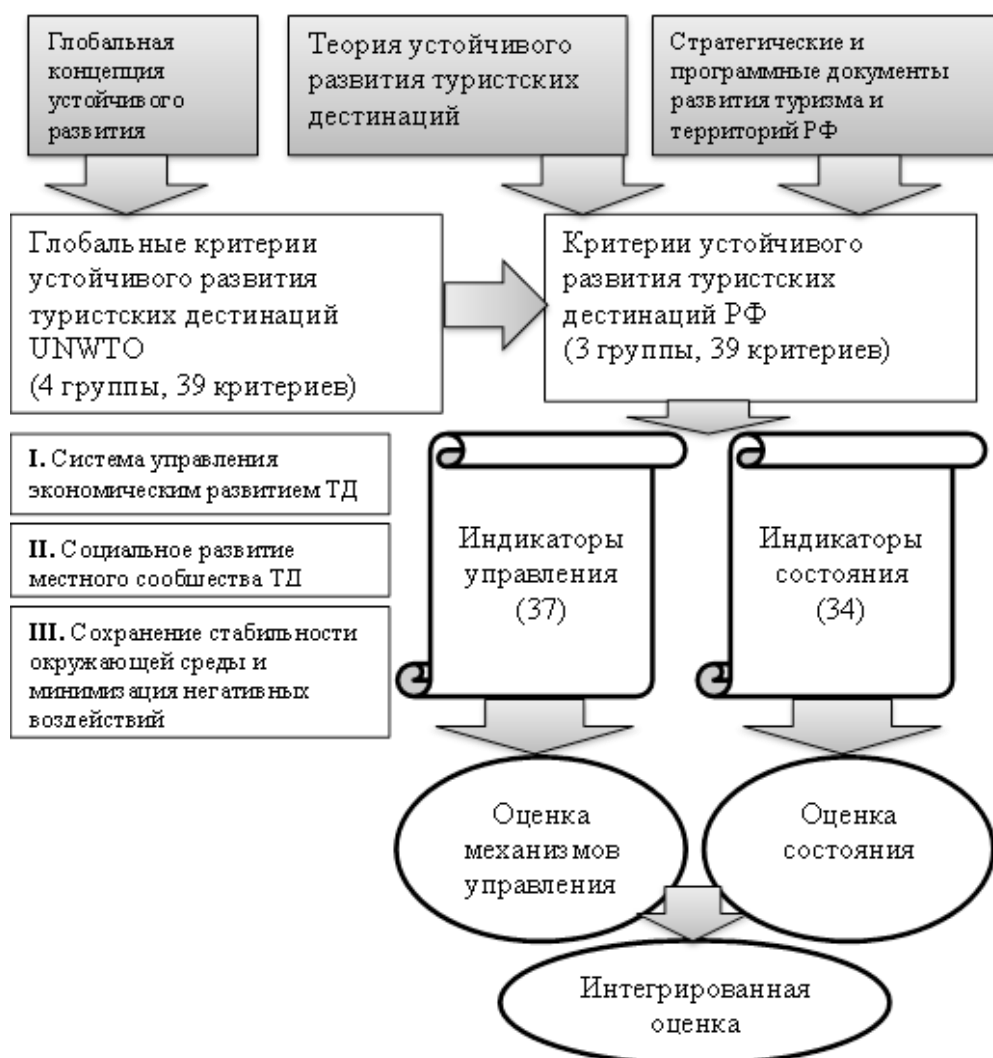 Глобальная
концепция
устойчивого
развития
Теория устойчивого
развития туристских
дестинаций
Стратегические и
программные документы
развития туризма и
территорий РФ
Глобальные критерии
устойчивого развития
туристских дестинаций
UNWTO
(4 группы, 39 критериев)
Критерии устойчивого
развития туристских
дестинаций РФ
(3 группы, 39 критериев)
I. Система управления
экономическим развитием ТД
II. Социальное развитие
местного сообшества ТД
III. Сохранение стабильности
окружающей среды и
минимизация негативных
воздействий
Индикаторы
управления
(37)
Индикаторы
состояния
(34)
Оценка
механизмов
управления
Оценка
состояния
Интегрированная
оценка